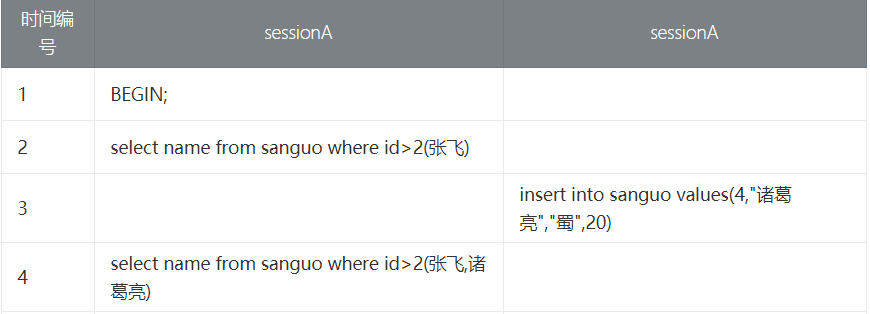 时间编
号
sessionA
sessionA
1
BEGIN;
2
select name from sanguo where id>2(张飞)
3
insert into sanguo values(4,"诸葛
亮","蜀",20)
4
select name from sanguo where id>2(张飞,诸
葛亮)